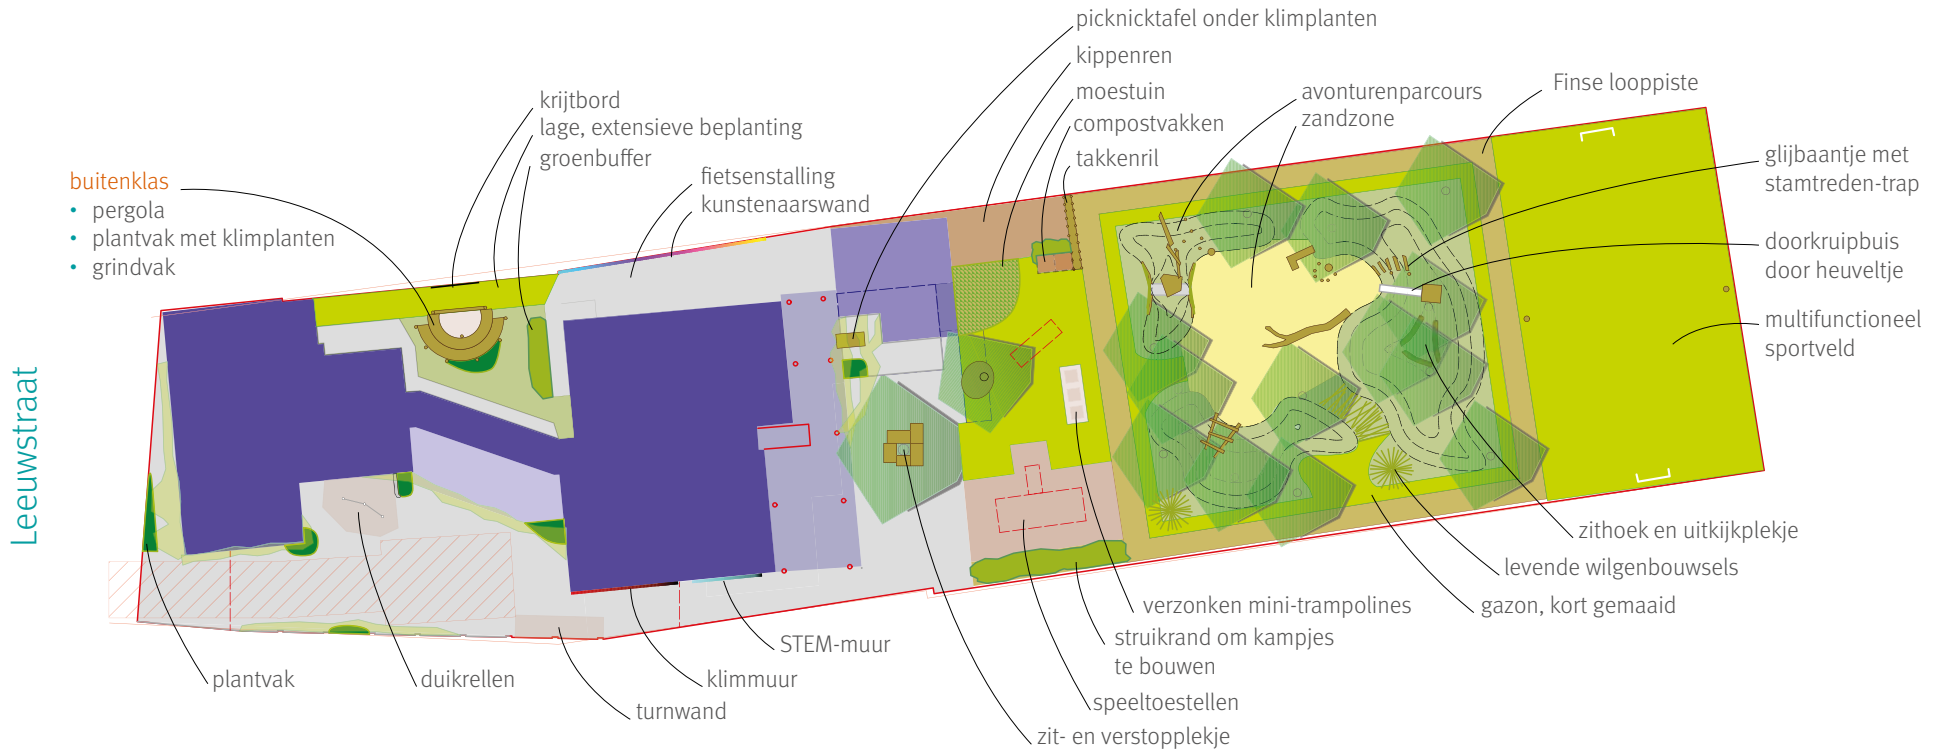 picknicktafel onder klimplanten
kippenren
moestuin
compostvakken
takkenril
avonturenparcours
zandzone
Finse looppiste
krijtbord
lage, extensieve beplanting
groenbuffer
fietsenstalling
kunstenaarswand
buitenklas
• pergola
• plantvak met klimplanten
• grindvak
glijbaantje met
stamtreden-trap
doorkruipbuis
door heuveltje
multifunctioneel
sportveld
Leeuwstraat
zithoek en uitkijkplekje
levende wilgenbouwsels
gazon, kort gemaaid
verzonken mini-trampolines
struikrand om kampjes
te bouwen
speeltoestellen
zit- en verstopplekje
STEM-muur
klimmuur
turnwand
duikrellen
plantvak